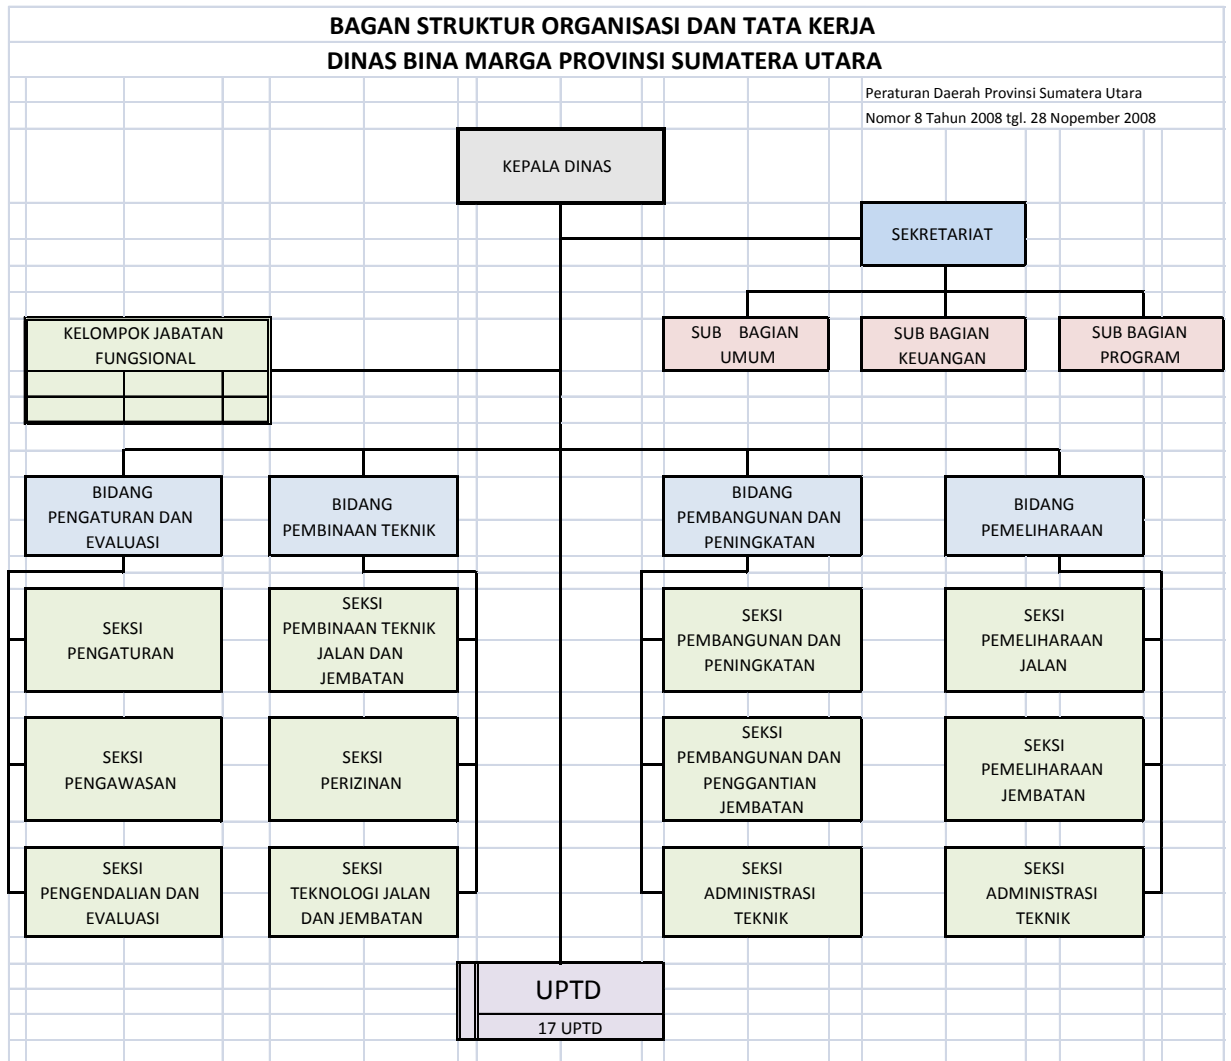 BAGAN STRUKTUR ORGANISASI DAN TATA KERJA
DINAS BINA MARGA PROVINSI SUMATERA UTARA
Peraturan Daerah Provinsi Sumatera Utara
Nomor 8 Tahun 2008 tgl. 28 Nopember 2008
KEPALA DINAS
SEKRETARIAT
KELOMPOK JABATAN
FUNGSIONAL
SUB BAGIAN
UMUM
SUB BAGIAN
KEUANGAN
SUB BAGIAN
PROGRAM
BIDANG
PENGATURAN DAN
EVALUASI
BIDANG
PEMBINAAN TEKNIK
BIDANG
PEMBANGUNAN DAN
PENINGKATAN
BIDANG
PEMELIHARAAN
SEKSI
PENGATURAN
SEKSI
PEMBINAAN TEKNIK
JALAN DAN
JEMBATAN
SEKSI
PEMBANGUNAN DAN
PENINGKATAN
SEKSI
PEMELIHARAAN
JALAN
SEKSI
PENGAWASAN
SEKSI
PERIZINAN
SEKSI
PEMBANGUNAN DAN
PENGGANTIAN
JEMBATAN
SEKSI
PEMELIHARAAN
JEMBATAN
SEKSI
PENGENDALIAN DAN
EVALUASI
SEKSI
TEKNOLOGI JALAN
DAN JEMBATAN
SEKSI
ADMINISTRASI
TEKNIK
SEKSI
ADMINISTRASI
TEKNIK
UPTD
17 UPTD